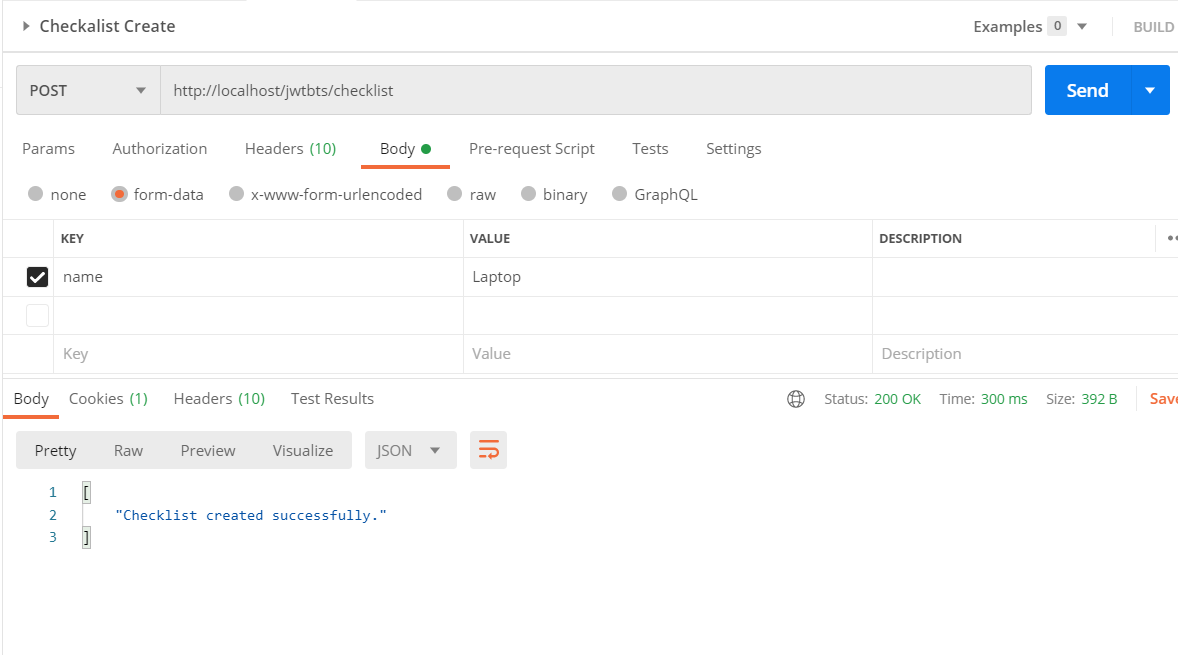 Checkalist Create Examples 0 BUILD
POST http://localhost/jwtbts/checklist Send
Params Authorization Headers (10) Body Pre-request Script Tests Settings
none form-data x-www-form-urlencoded raw binary GraphQL
KEY VALUE DESCRIPTION
name Laptop
Key Value Description
Body Cookies (1) Headers (10) Test Results Status: 200 OK Time: 300 ms Size: 392 B Save
Pretty Raw Preview Visualize JSON
1 [
2 "Checklist created successfully."
3 ]